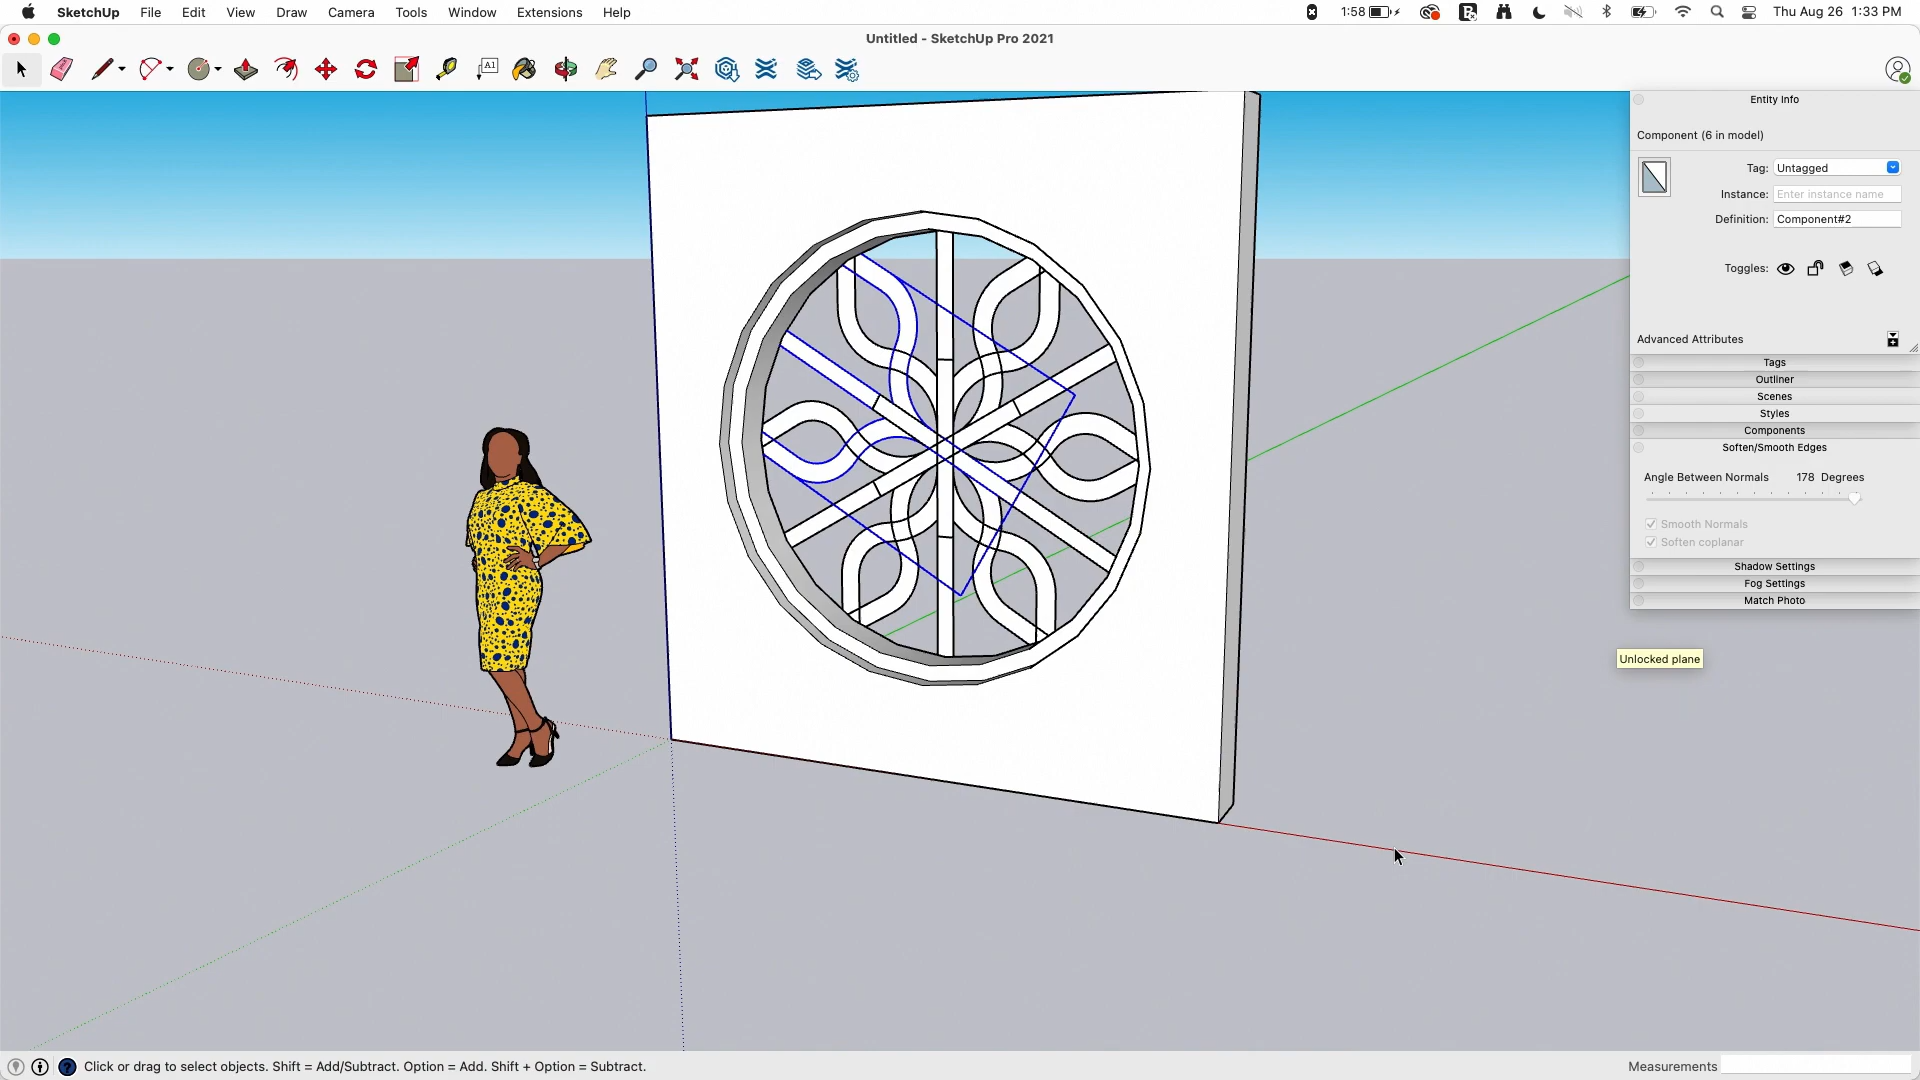 SketchUp File Edit View Draw Camera Tools Window Extensions Help 1:58 Thu Aug 26 1:33 PM
Untitled - SketchUp Pro 2021
A1
Entity Info
Component (6 in model)
Tag: Untagged
Instance: Enter instance name
Definition: Component#2
Toggles:
Advanced Attributes
Tags
Outliner
Scenes
Styles
Components
Soften/Smooth Edges
Angle Between Normals 178 Degrees
Smooth Normals
Soften coplanar
Shadow Settings
Fog Settings
Match Photo
Unlocked plane
Click or drag to select objects. Shift = Add/Subtract. Option = Add. Shift + Option = Subtract. Measurements